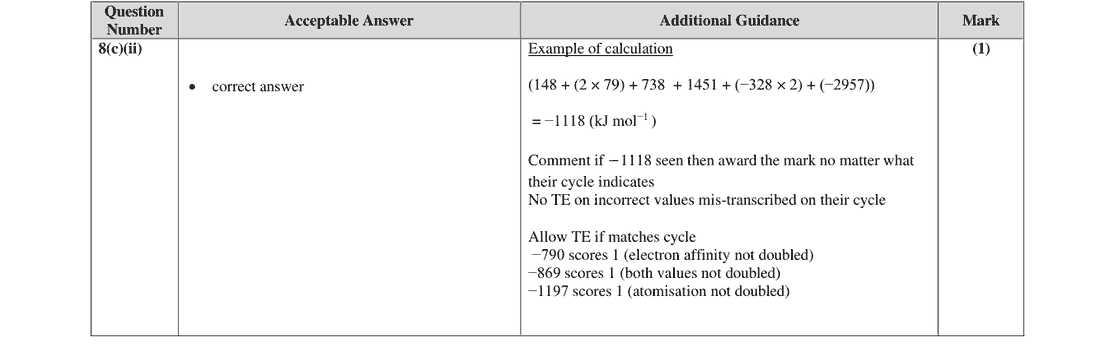 Question Number
Acceptable Answer
Additional Guidance
Mark
8(c)(ii)
• correct answer
Example of calculation
(1)
(148 + (2 × 79) + 738 + 1451 + (−328 × 2) + (−2957))
= −1118 (kJ mol⁻¹ )
Comment if −1118 seen then award the mark no matter what
their cycle indicates
No TE on incorrect values mis-transcribed on their cycle
Allow TE if matches cycle
−790 scores 1 (electron affinity not doubled)
−869 scores 1 (both values not doubled)
−1197 scores 1 (atomisation not doubled)